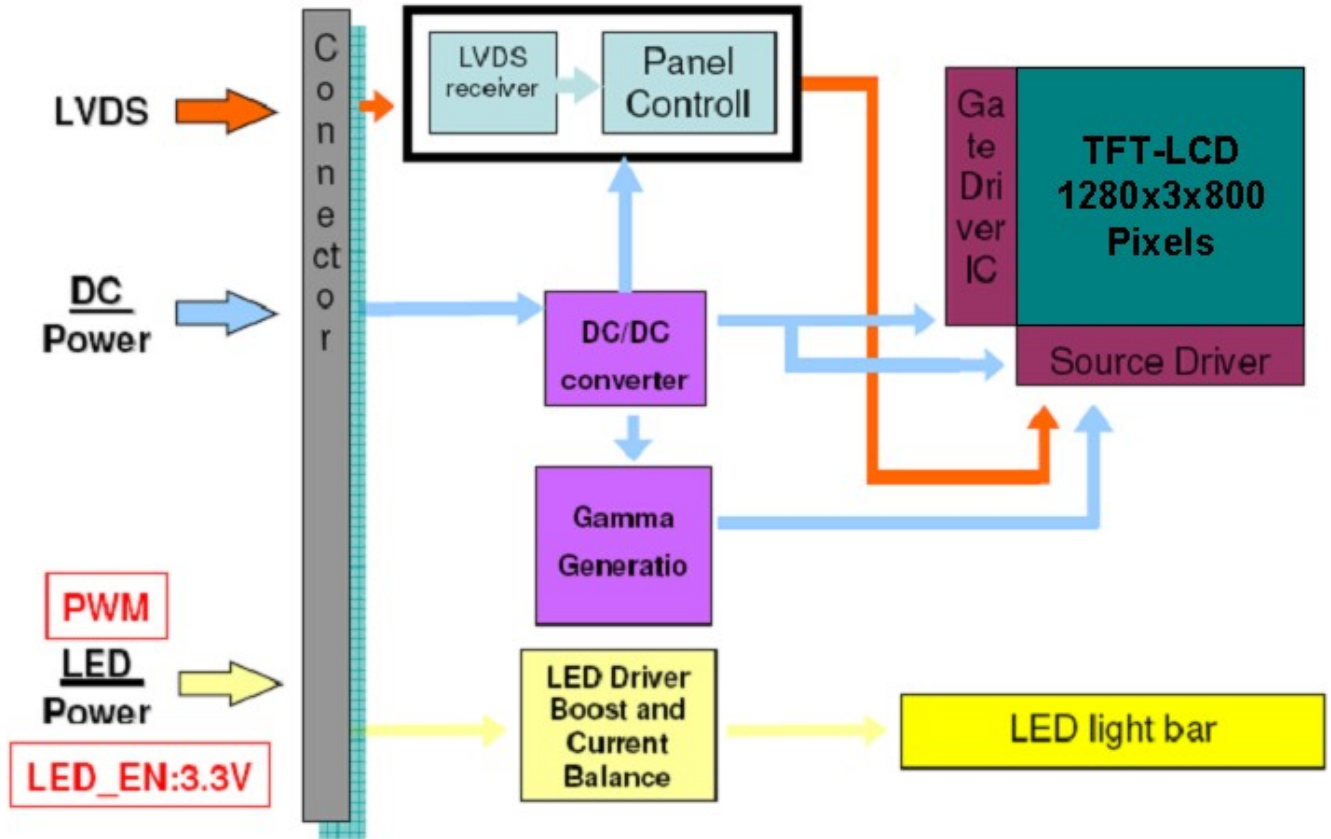 LVDS
DC
Power
PWM
LED
Power
LED_EN:3.3V
C
o
n
n
e
ct
o
r
LVDS
receiver
Panel
Controll
DC/DC
converter
Gamma
Generatio
LED Driver
Boost and
Current
Balance
Ga
te
Dri
ver
IC
TFT-LCD
1280x3x800
Pixels
Source Driver
LED light bar